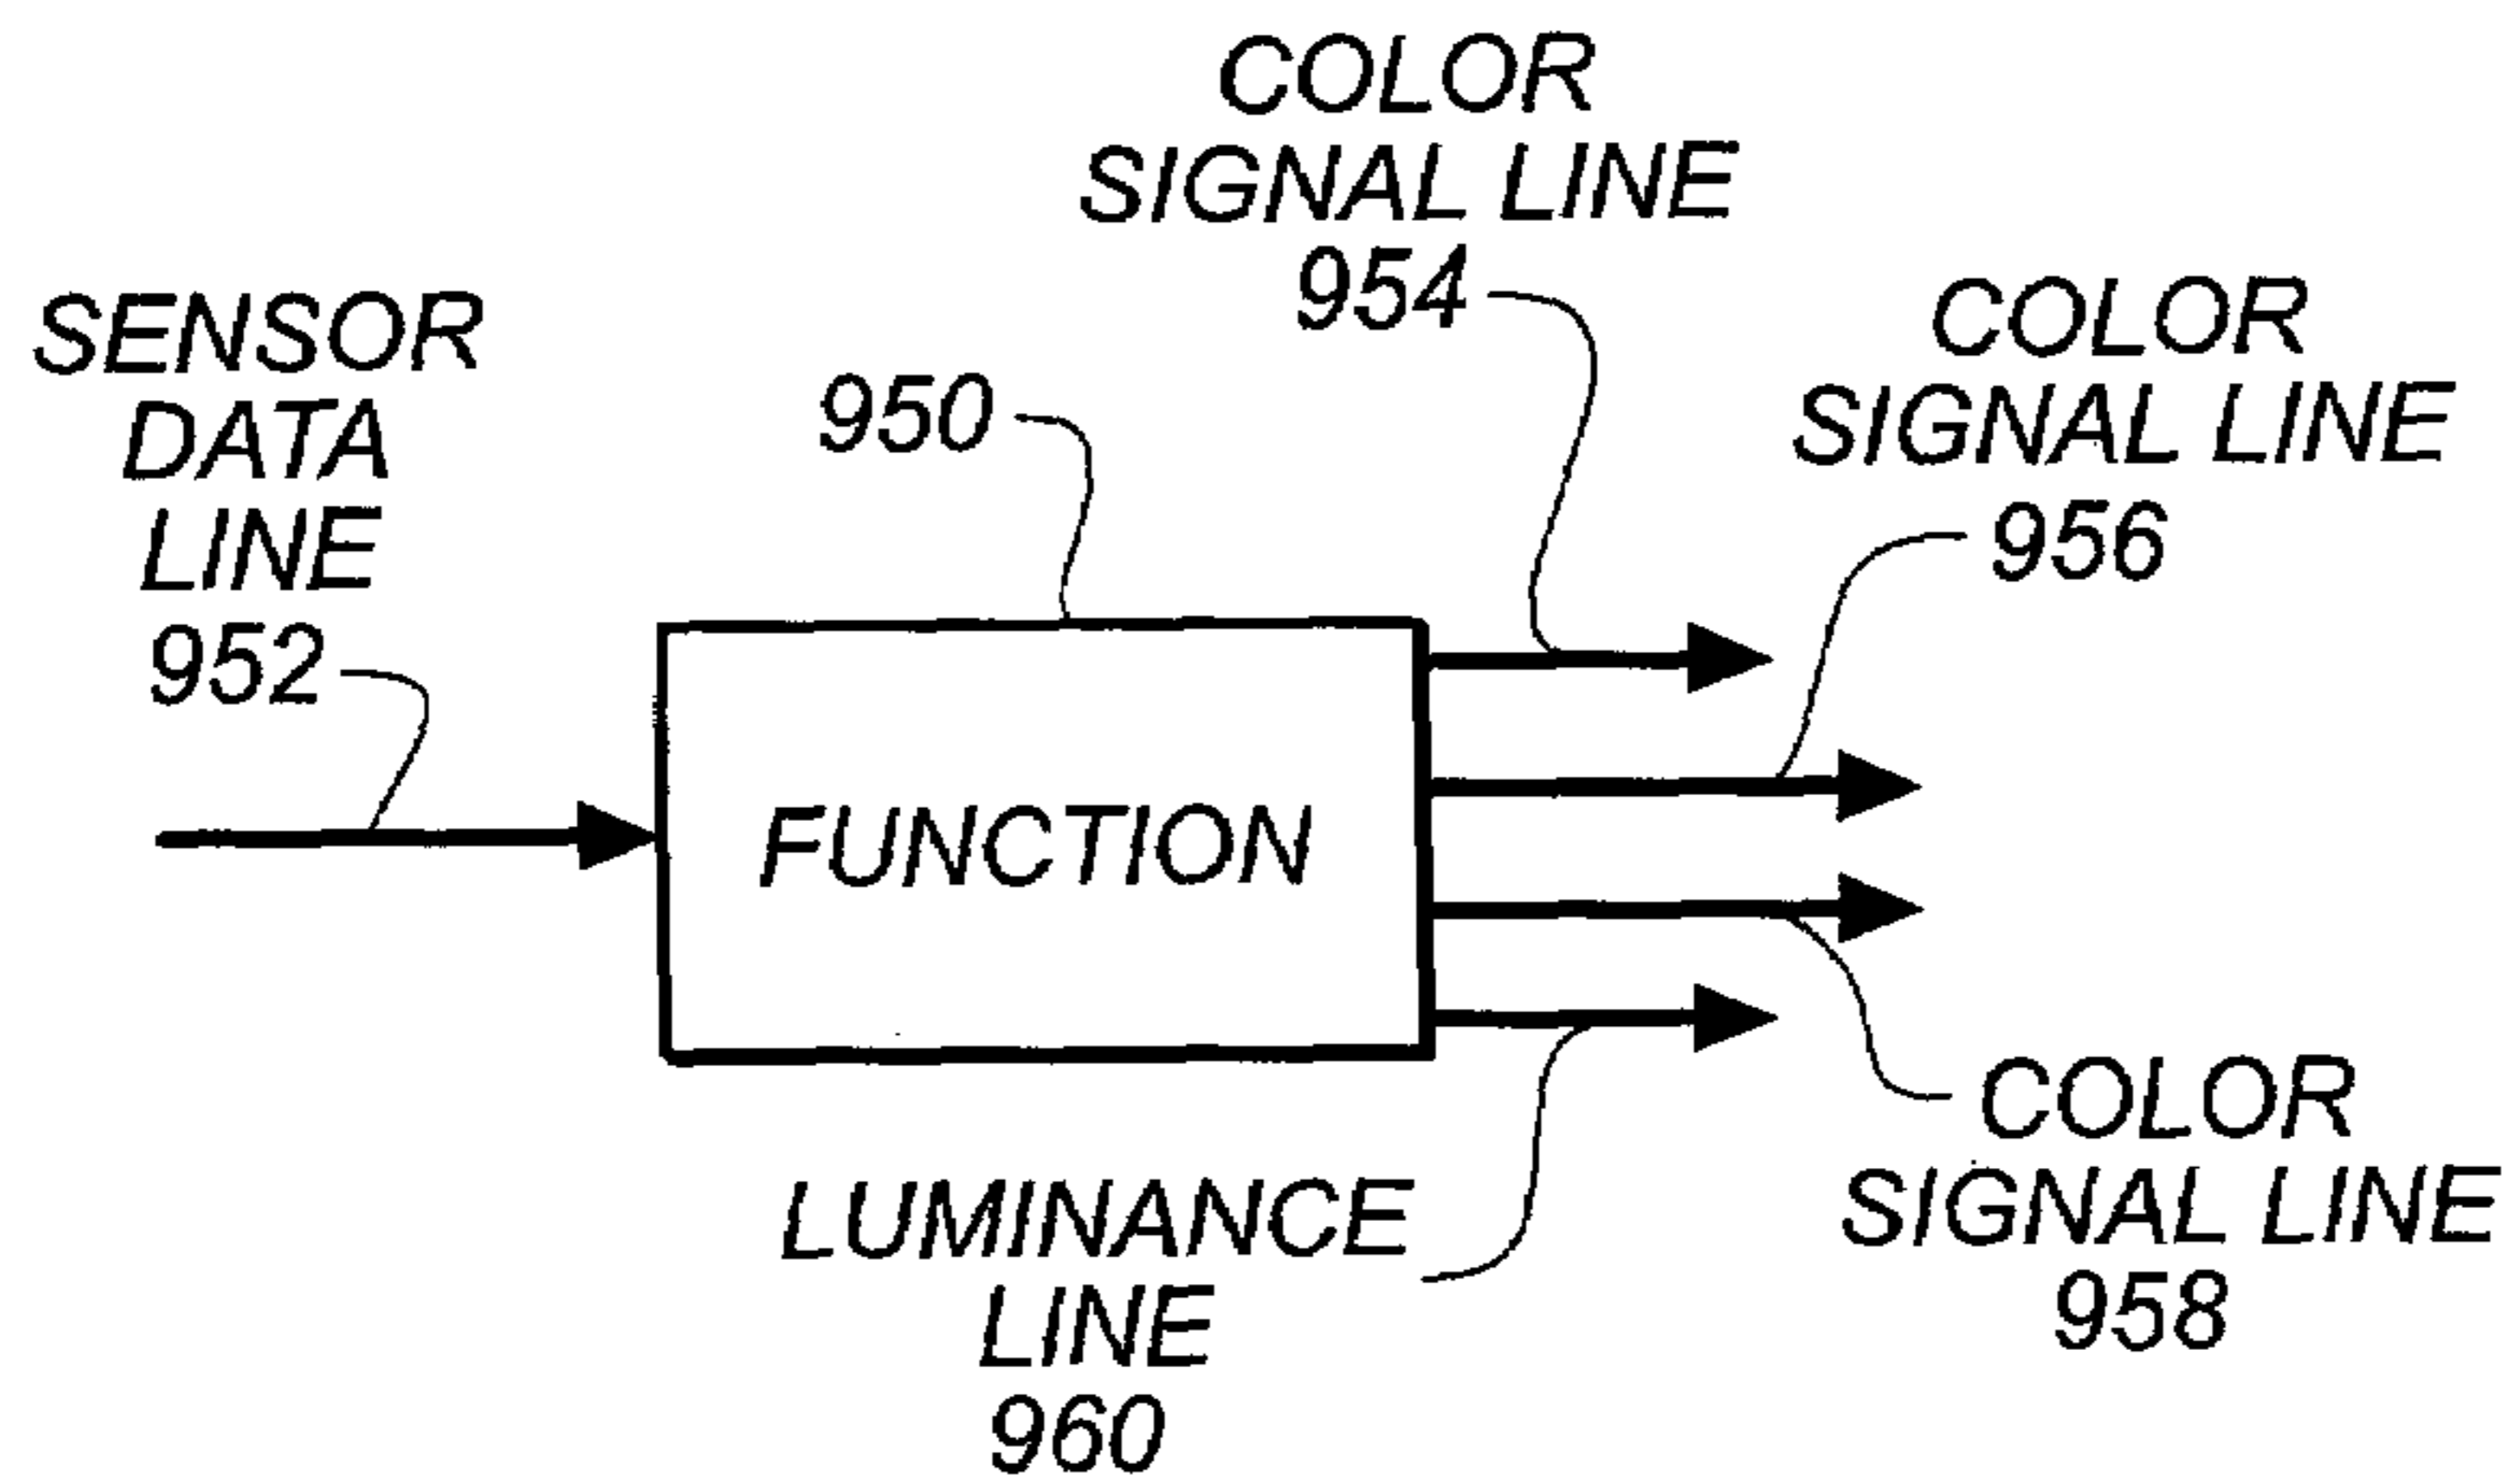 COLOR
SIGNAL LINE
954
SENSOR
DATA
LINE
952
950
COLOR
SIGNAL LINE
956
FUNCTION
LUMINANCE
LINE
960
COLOR
SIGNAL LINE
958